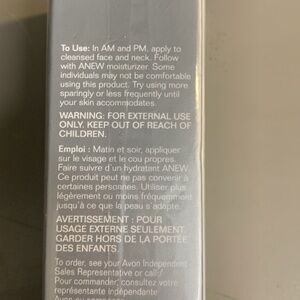 To Use: In AM and PM, apply to
cleansed face and neck. Follow
with ANEW moisturizer. Some
individuals may not be comfortable
using this product. Try using more
sparingly or less frequently until
your skin accommodates.
WARNING: FOR EXTERNAL USE
ONLY. KEEP OUT OF REACH OF
CHILDREN.
Emploi : Matin et soir, appliquer
sur le visage et le cou propres.
Faire suivre d'un hydratant ANEW.
Ce produit peut ne pas convenir à
certaines personnes. Utiliser plus
légèrement ou moins fréquemment
jusqu'à ce que la peau s'adapte.
AVERTISSEMENT : POUR
USAGE EXTERNE SEULEMENT.
GARDER HORS DE LA PORTÉE
DES ENFANTS.
To order, see your Avon Independent
Sales Representative or call:/
Pour commander, consultez votre
représentante indépendante
Avon ou